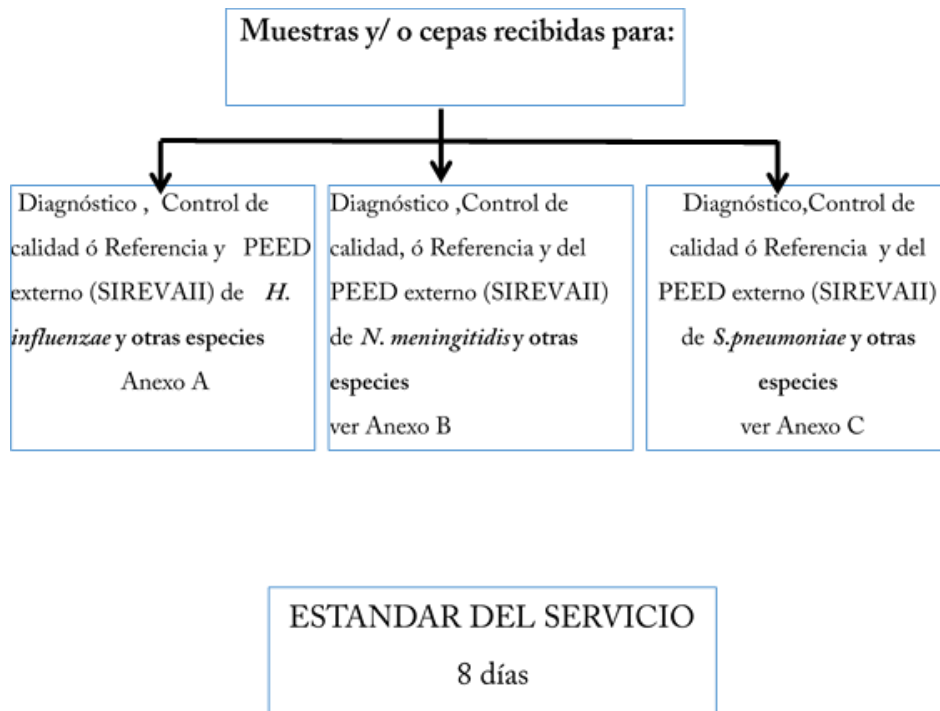 Muestras y/ o cepas recibidas para:
Diagnóstico , Control de
calidad ó Referencia y PEED
externo (SIREVAII) de H.
influenzae y otras especies
Anexo A
Diagnóstico ,Control de
calidad, ó Referencia y del
PEED externo (SIREVAII)
de N. meningitidis y otras
especies
ver Anexo B
Diagnóstico,Control de
calidad ó Referencia y del
PEED externo (SIREVAII)
de S.pneumoniae y otras
especies
ver Anexo C
ESTANDAR DEL SERVICIO
8 días